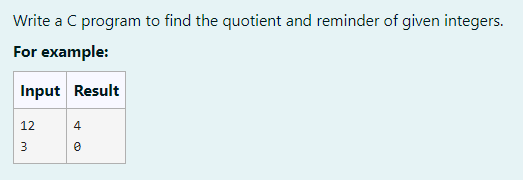 Write a C program to find the quotient and reminder of given integers.
For example:
Input Result
12 4
3 0